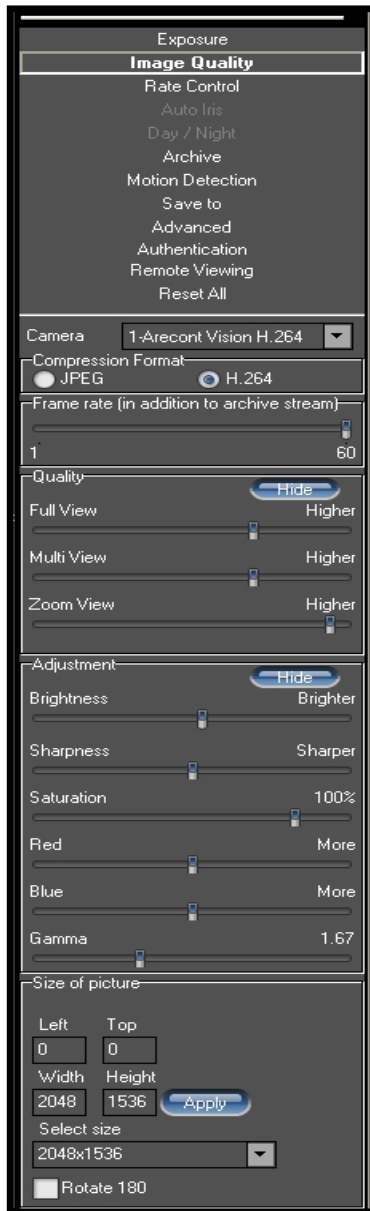 Exposure
Image Quality
Rate Control
Auto Iris
Day / Night
Archive
Motion Detection
Save to
Advanced
Authentication
Remote Viewing
Reset All
Camera 1-Arecont Vision H.264
Compression Format
JPEG H.264
Frame rate (in addition to archive stream)
1 60
Quality
Hide
Full View Higher
Multi View Higher
Zoom View Higher
Adjustment
Hide
Brightness Brighter
Sharpness Sharper
Saturation 100%
Red More
Blue More
Gamma 1.67
Size of picture
Left Top
0 0
Width Height
2048 1536 Apply
Select size
2048x1536
Rotate 180